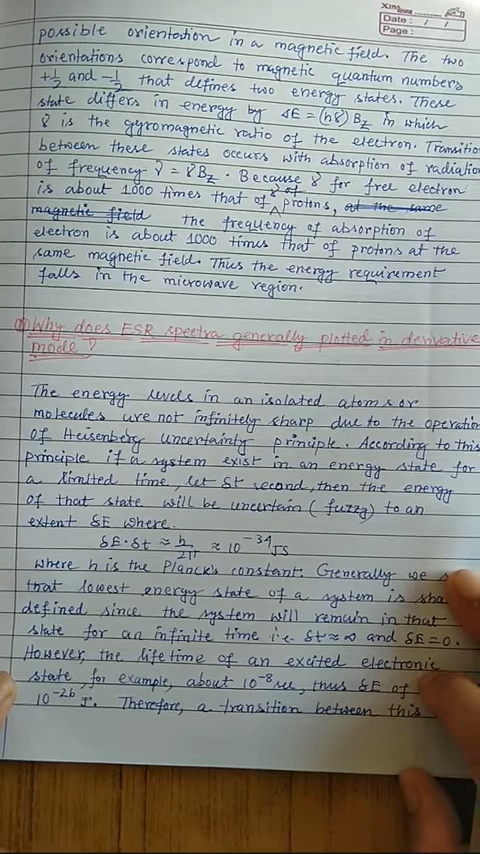 Date : / /
Page :
possible orientation in a magnetic field. The two
orientations correspond to magnetic quantum numbers
+1/2 and -1/2 that defines two energy states. These
state differs in energy by ΔE = (hγ) Bz in which
γ is the gyromagnetic ratio of the electron. Transition
between these states occurs with absorption of radiation
of frequency γ = γBz. Because γ for free electron
is about 1000 times that of γ of protons, at the same
magnetic field the frequency of absorption of
electron is about 1000 times that of protons at the
same magnetic field. Thus the energy requirement
falls in the microwave region.
Why does ESR spectra generally plotted in derivative
mode?
The energy levels in an isolated atoms or
molecules are not infinitely sharp due to the operation
of Heisenberg uncertainty principle. According to this
principle if a system exist in an energy state for
a limited time, let δt second, then the energy
of that state will be uncertain (fuzzy) to an
extent δE where.
δE·δt ≈ h/2π ≈ 10⁻³⁴ JS
where h is the Planck's constant. Generally we
that lowest energy state of a system is sha
defined since the system will remain in that
state for an infinite time i.e. δt ≈ ∞ and δE = 0.
However, the lifetime of an excited electronic
state for example, about 10⁻⁸ thus δE of
10⁻²⁶ J. Therefore, a transition between this